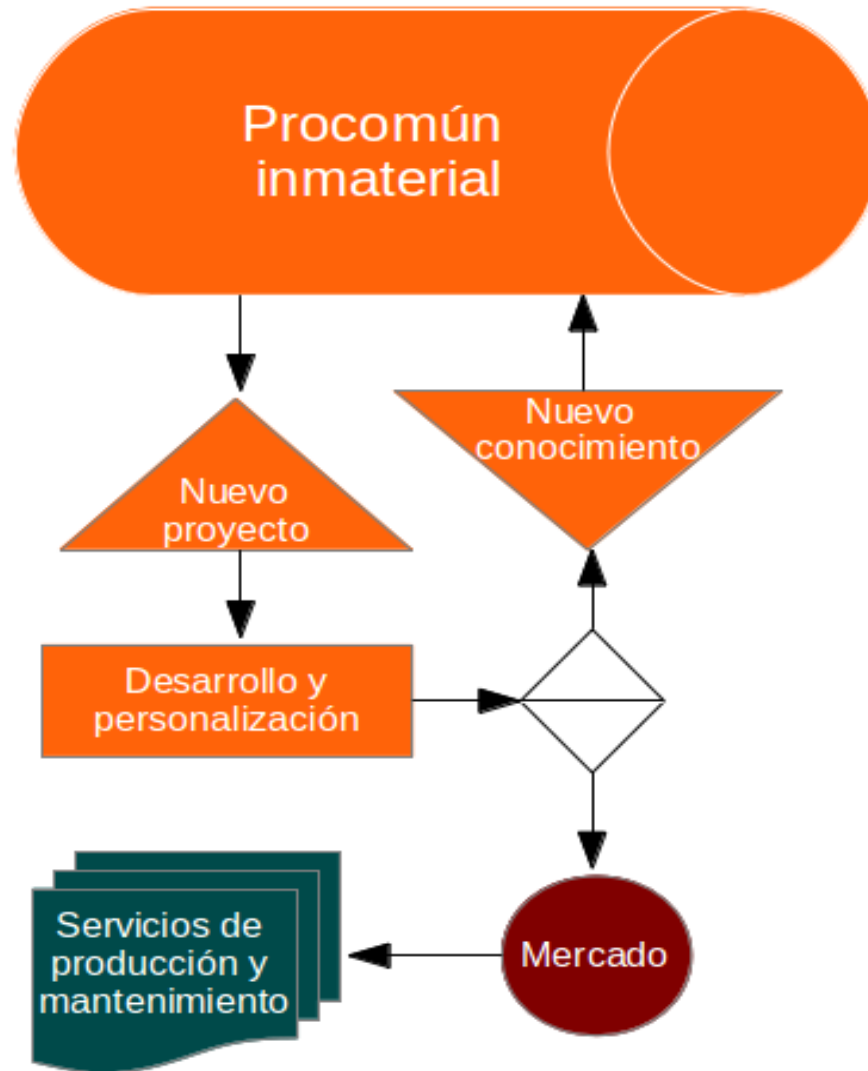 Procomún
inmaterial
Nuevo
conocimiento
Nuevo
proyecto
Desarrollo y
personalización
Servicios de
producción y
mantenimiento
Mercado